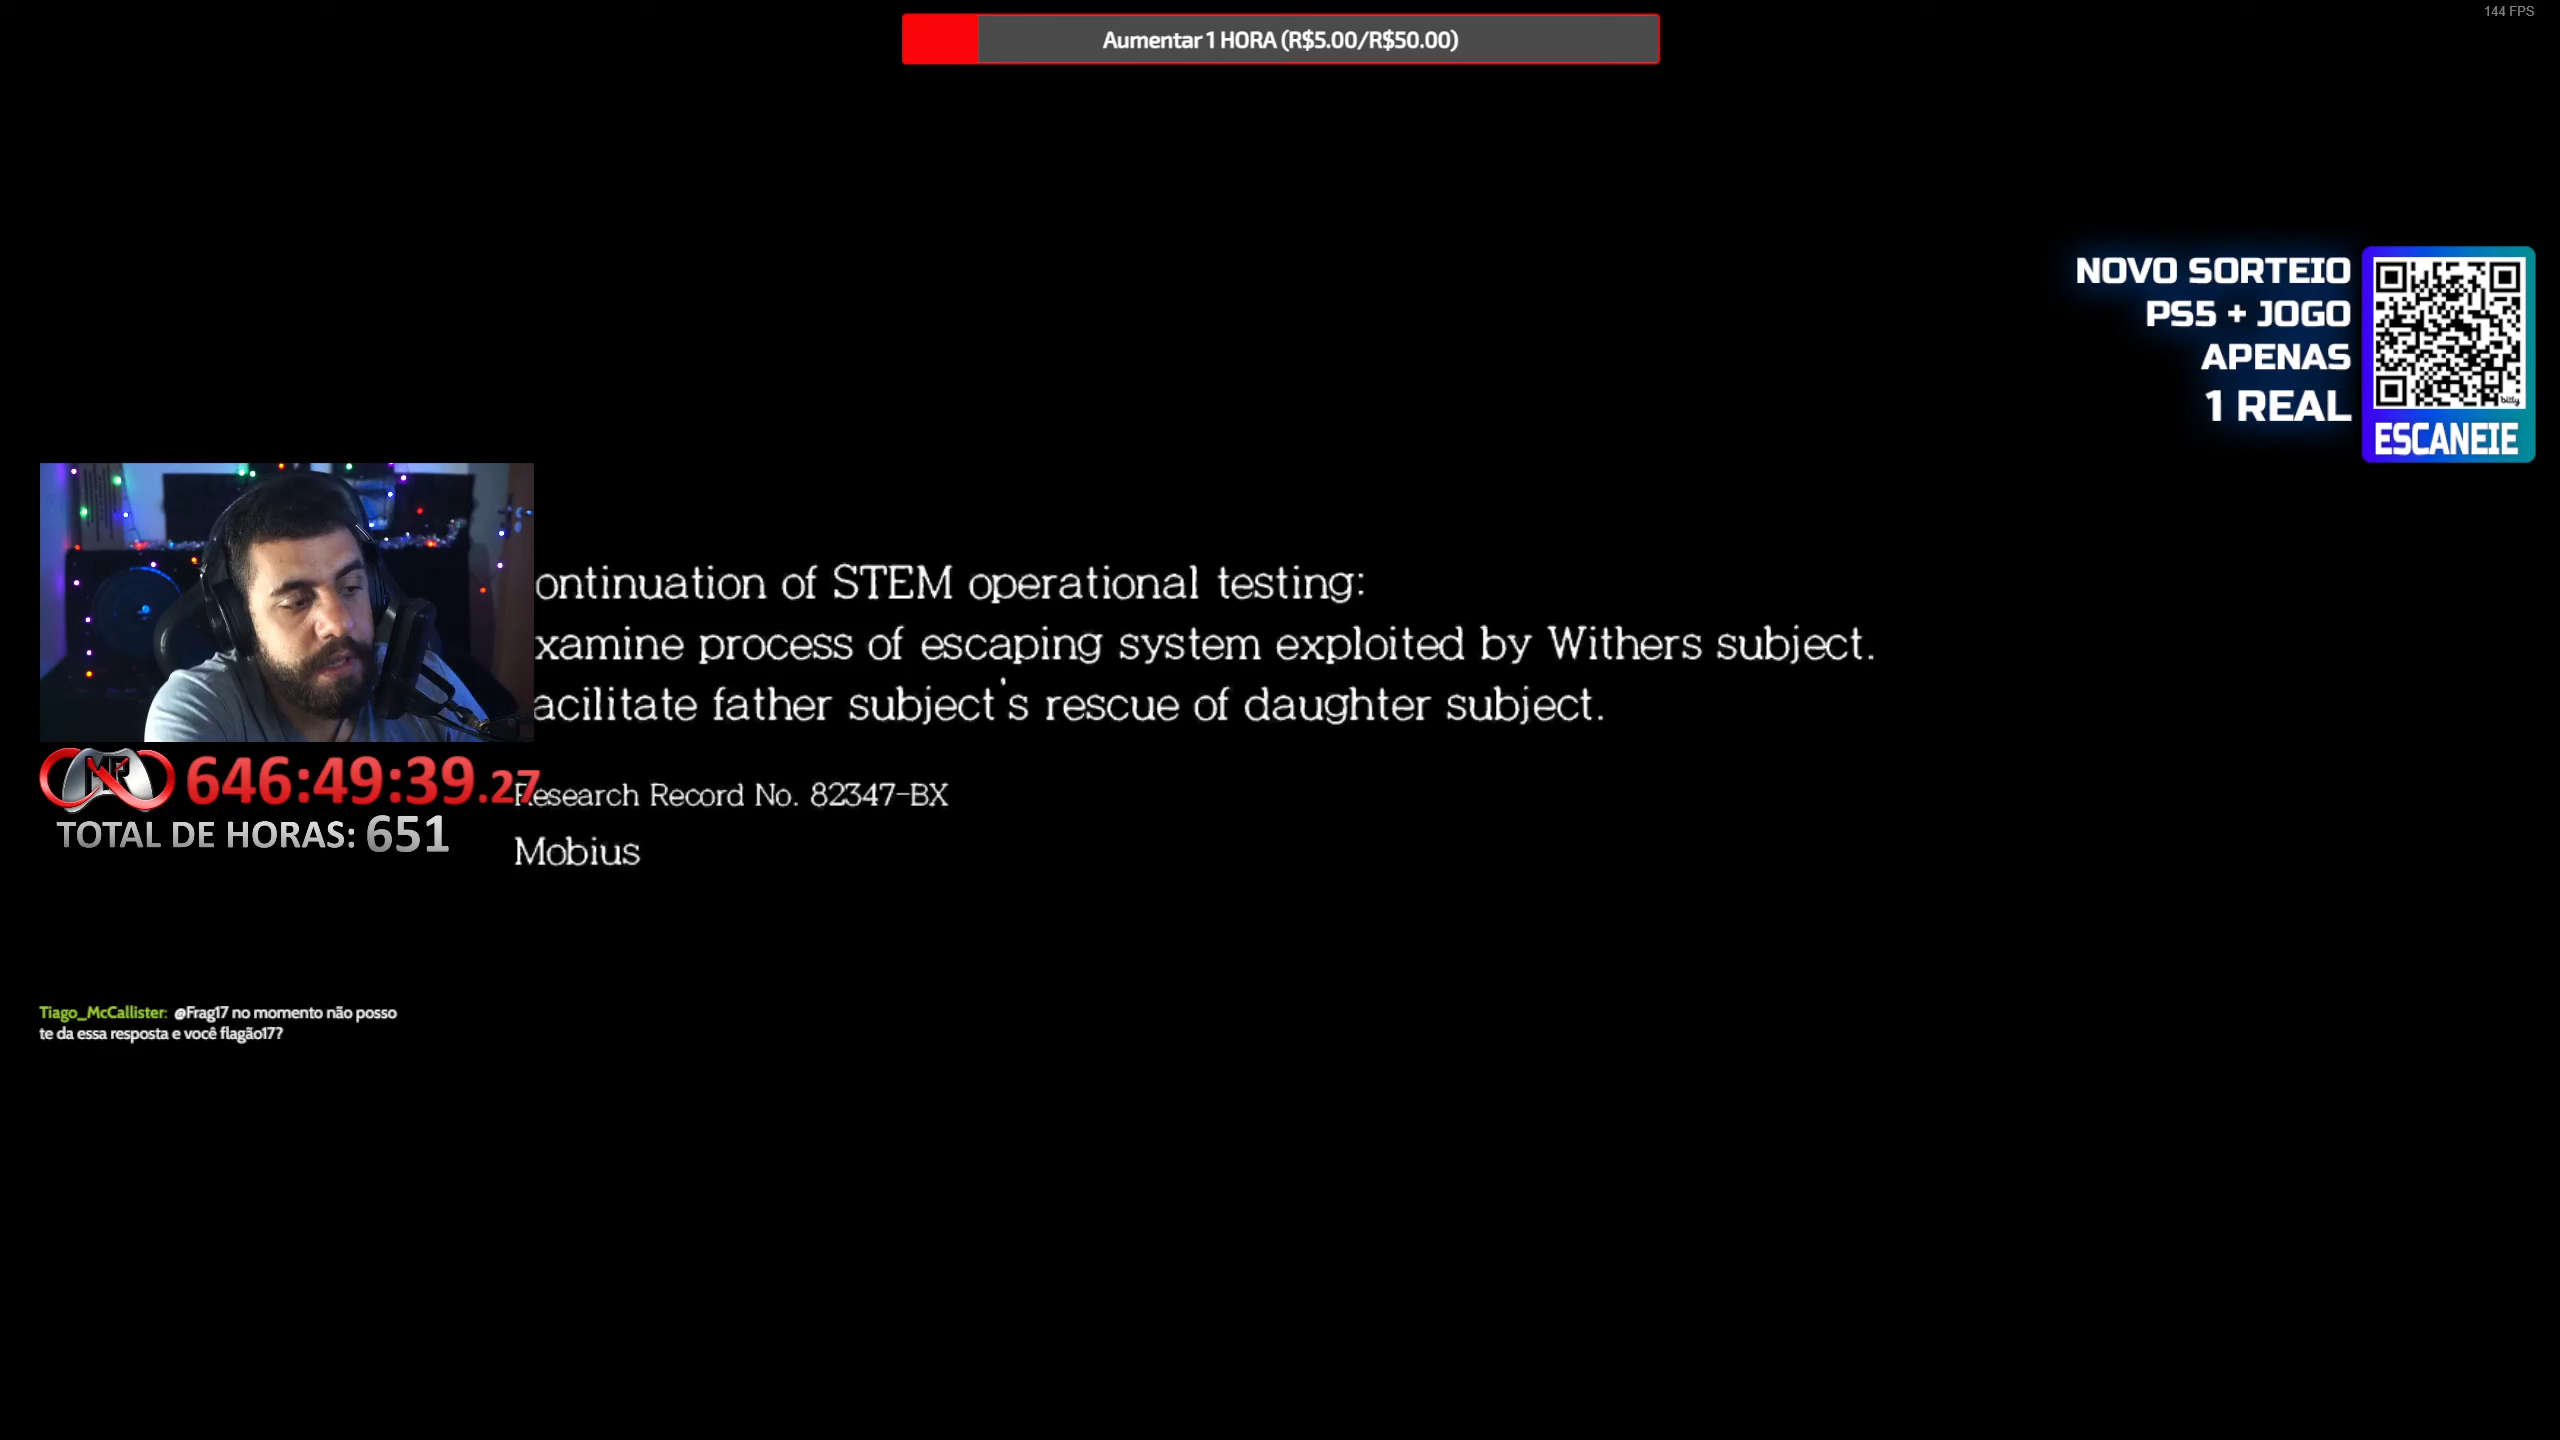 144 FPS
Aumentar 1 HORA (R$5.00/R$50.00)
NOVO SORTEIO
PS5 + JOGO
APENAS
1 REAL
bitly
ESCANEIE
ontinuation of STEM operational testing:
xamine process of escaping system exploited by Withers subject.
acilitate father subject's rescue of daughter subject.
MP
646:49:39.27
Research Record No. 82347-BX
TOTAL DE HORAS: 651
Mobius
Tiago_McCallister: @Frag17 no momento não posso
te da essa resposta e você flagão17?